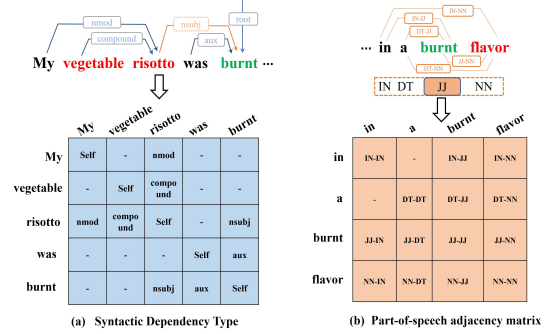 nmod
nsubj
root
compound
aux
My vegetable risotto was burnt ...
My vegetable risotto was burnt
My Self - nmod - -
vegetable - Self compo und - -
risotto nmod compo und Self - nsubj
was - - - Self aux
burnt - - nsubj aux Self
(a) Syntactic Dependency Type
IN-NN
IN-JJ
DT-JJ
... in a burnt flavor
JJ-NN
DT-NN
IN DT JJ NN
in a burnt flavor
in IN-IN - IN-JJ IN-NN
a - DT-DT DT-JJ DT-NN
burnt JJ-IN JJ-DT JJ-JJ JJ-NN
flavor NN-IN NN-DT NN-JJ NN-NN
(b) Part-of-speech adjacency matrix